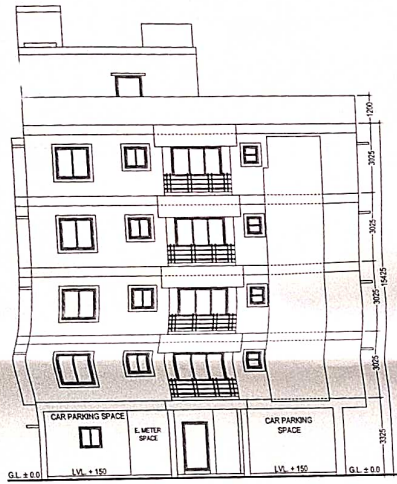 1200
3025
3025
15425
3025
3025
3325
CAR PARKING SPACE
E. METER
SPACE
CAR PARKING
SPACE
LVL. + 150
LVL. + 150
G.L. ± 0.0
G.L. ± 0.0